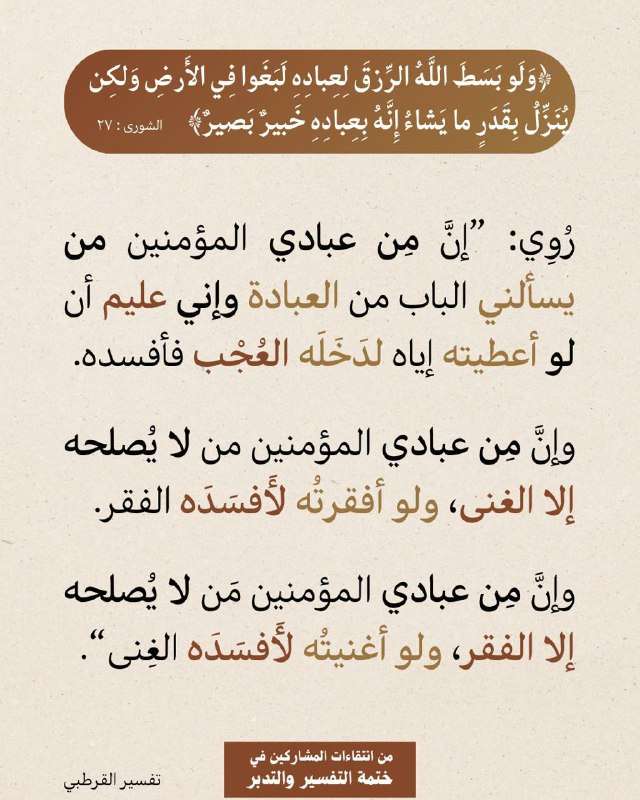 ﴿وَلَو بَسَطَ اللَّهُ الرِّزقَ لِعِبادِهِ لَبَغَوا فِي الأَرضِ وَلكِن
يُنَزِّلُ بِقَدَرٍ ما يَشاءُ إِنَّهُ بِعِبادِهِ خَبيرٌ بَصيرٌ﴾ الشورى : ٢٧
رُوِي: ”إنَّ مِن عبادي المؤمنين من
يسألني الباب من العبادة وإني عليم أن
لو أعطيته إياه لدَخَلَه العُجْب فأفسده.
وإنَّ مِن عبادي المؤمنين من لا يُصلحه
إلا الغنى، ولو أفقرتُه لأَفسَدَه الفقر.
وإنَّ مِن عبادي المؤمنين مَن لا يُصلحه
إلا الفقر، ولو أغنيتُه لأَفسَدَه الغِنى“.
من انتقاءات المشاركين في
ختمة التفسير والتدبر
تفسير القرطبي